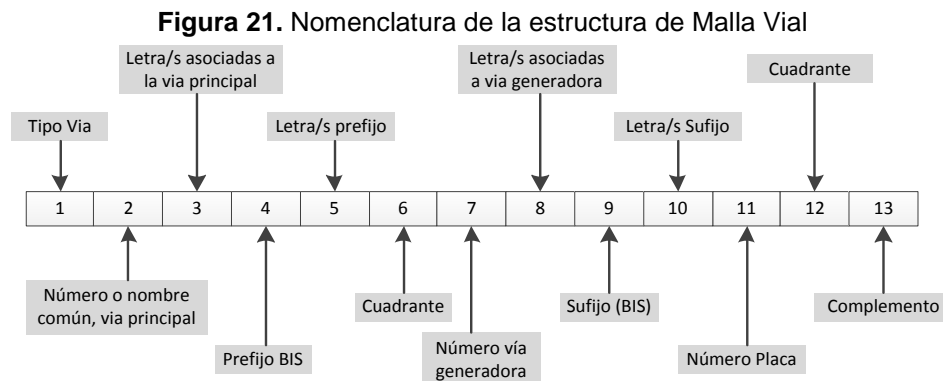 Figura 21. Nomenclatura de la estructura de Malla Vial
Letra/s asociadas a
la via principal
Letra/s asociadas
a via generadora
Cuadrante
Tipo Via
Letra/s prefijo
Letra/s Sufijo
1 2 3 4 5 6 7 8 9 10 11 12 13
Número o nombre
común, via principal
Cuadrante
Sufijo (BIS)
Complemento
Prefijo BIS
Número vía
generadora
Número Placa